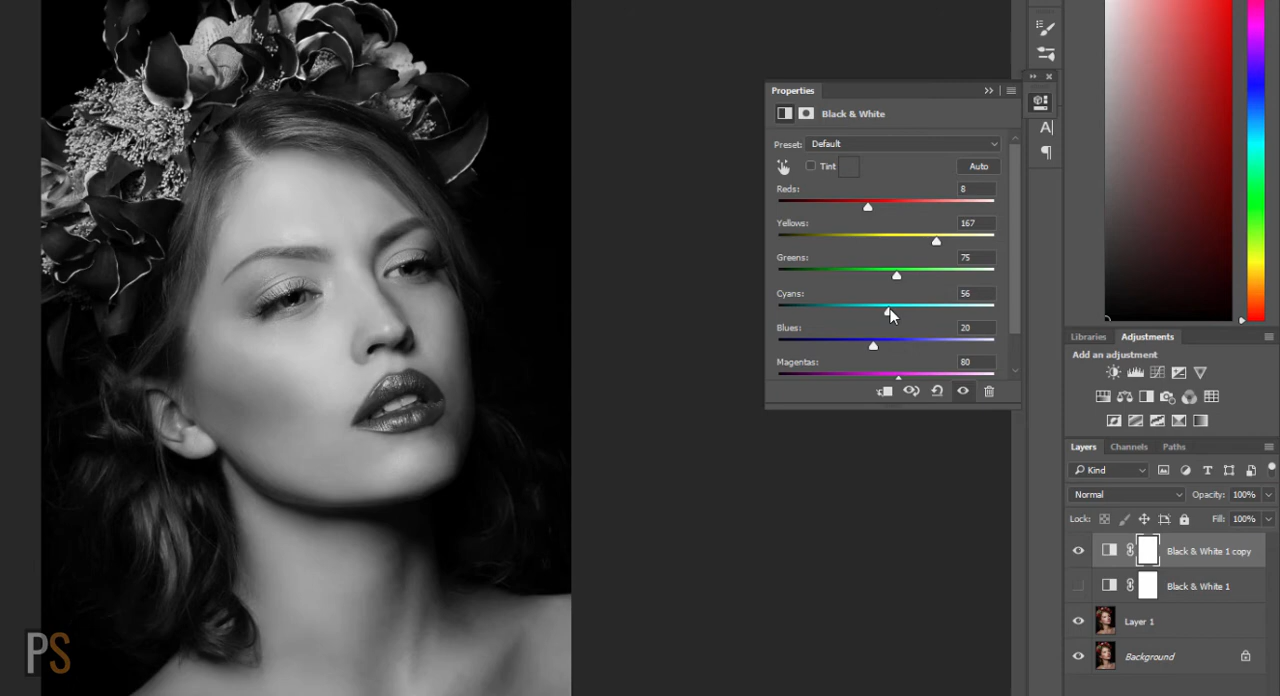 Properties
Black & White
Preset: Default
Tint
Auto
Reds: 8
Yellows: 167
Greens: 75
Cyans: 56
Blues: 20
Magentas: 80
A
Libraries Adjustments
Add an adjustment
Layers Channels Paths
Kind
T
Normal Opacity: 100%
Lock: Fill: 100%
Black & White 1 copy
Black & White 1
Layer 1
Background
PS